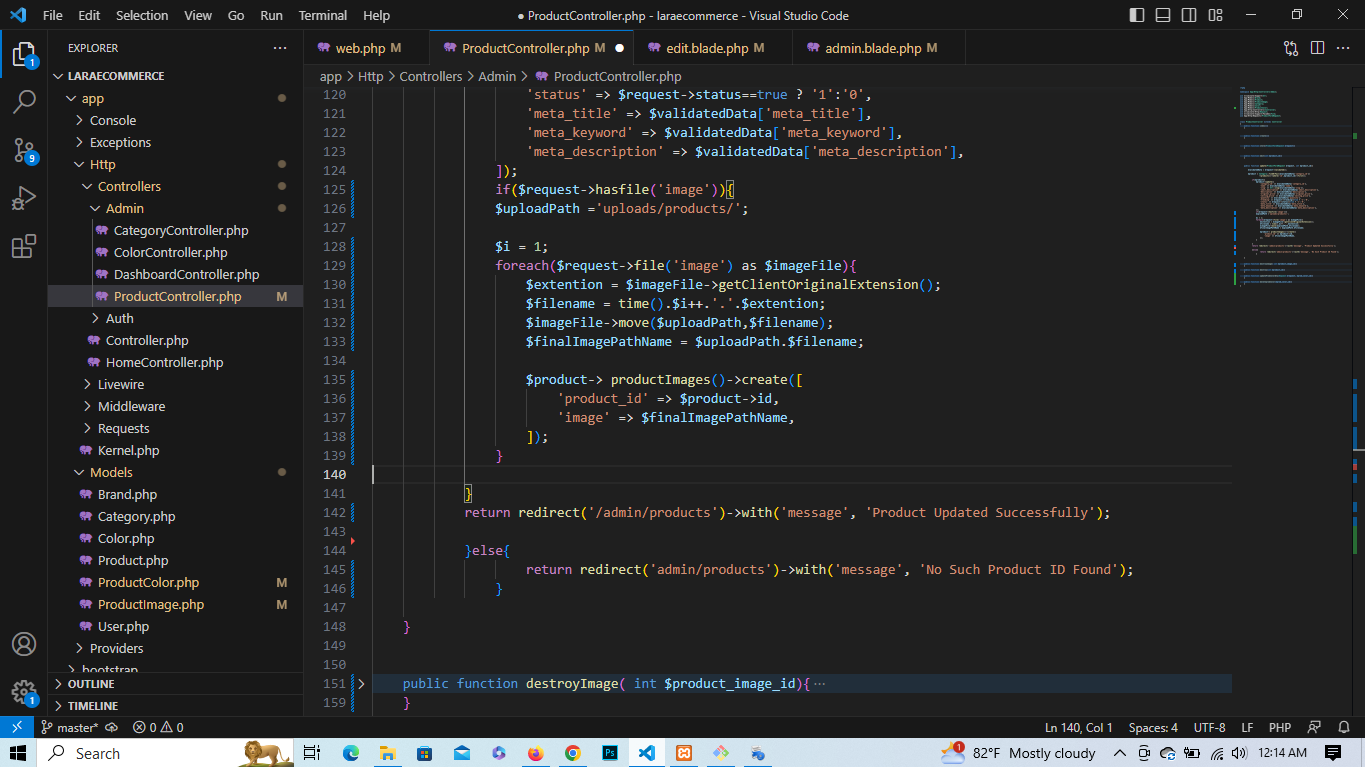 File Edit Selection View Go Run Terminal Help
● ProductController.php - laraecommerce - Visual Studio Code
EXPLORER
LARAECOMMERCE
app
Console
Exceptions
Http
Controllers
Admin
CategoryController.php
ColorController.php
DashboardController.php
ProductController.php M
Auth
Controller.php
HomeController.php
Livewire
Middleware
Requests
Kernel.php
Models
Brand.php
Category.php
Color.php
Product.php
ProductColor.php M
ProductImage.php M
User.php
Providers
bootstrap
OUTLINE
TIMELINE
1
9
1
web.php M ProductController.php M ● edit.blade.php M admin.blade.php M
app > Http > Controllers > Admin > ProductController.php
120 'status' => $request->status==true ? '1':'0',
121 'meta_title' => $validatedData['meta_title'],
122 'meta_keyword' => $validatedData['meta_keyword'],
123 'meta_description' => $validatedData['meta_description'],
124 ]);
125 if($request->hasfile('image')){
126 $uploadPath ='uploads/products/';
127
128 $i = 1;
129 foreach($request->file('image') as $imageFile){
130 $extention = $imageFile->getClientOriginalExtension();
131 $filename = time().$i++.'.'.$extention;
132 $imageFile->move($uploadPath,$filename);
133 $finalImagePathName = $uploadPath.$filename;
134
135 $product-> productImages()->create([
136 'product_id' => $product->id,
137 'image' => $finalImagePathName,
138 ]);
139 }
140
141 }
142 return redirect('/admin/products')->with('message', 'Product Updated Successfully');
143
144 }else{
145 return redirect('admin/products')->with('message', 'No Such Product ID Found');
146 }
147
148 }
149
150
151 public function destroyImage( int $product_image_id){⋯
159 }
master* 0 0 Ln 140, Col 1 Spaces: 4 UTF-8 LF PHP
Search 1 82°F Mostly cloudy 12:14 AM